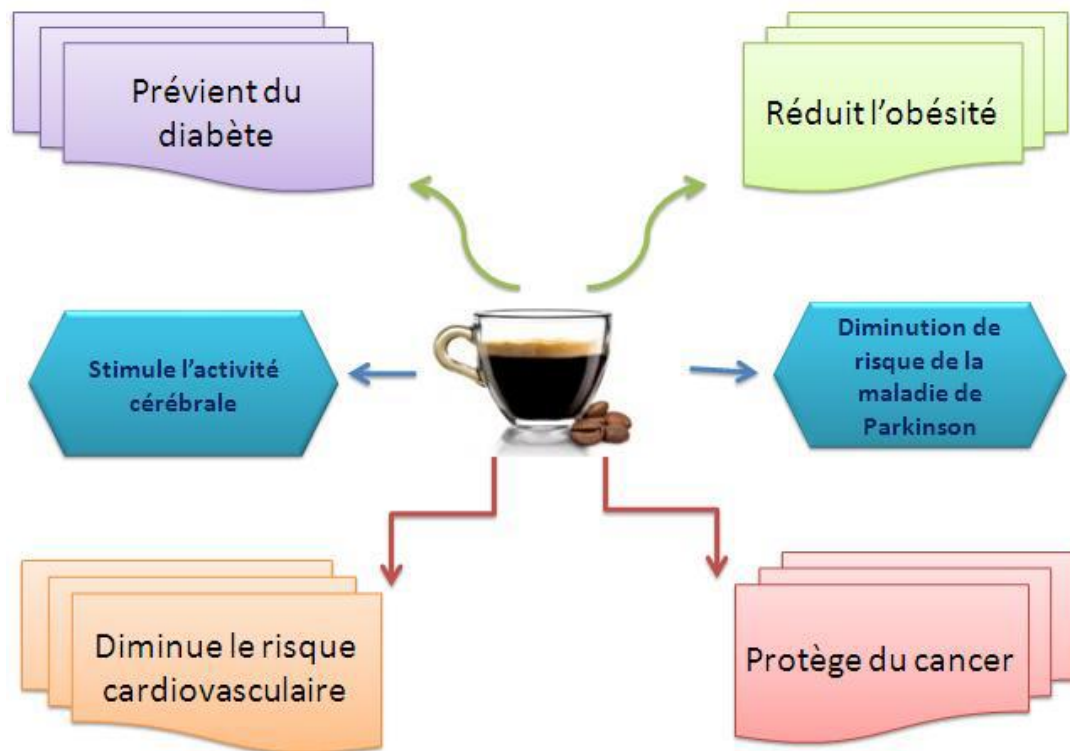 Prévient du
diabète
Réduit l'obésité
Stimule l'activité
cérébrale
Diminution de
risque de la
maladie de
Parkinson
Diminue le risque
cardiovasculaire
Protège du cancer